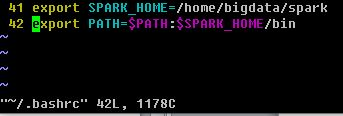 41 export SPARK_HOME=/home/bigdata/spark
42 export PATH=$PATH:$SPARK_HOME/bin
~
~
"~/.bashrc" 42L, 1178C